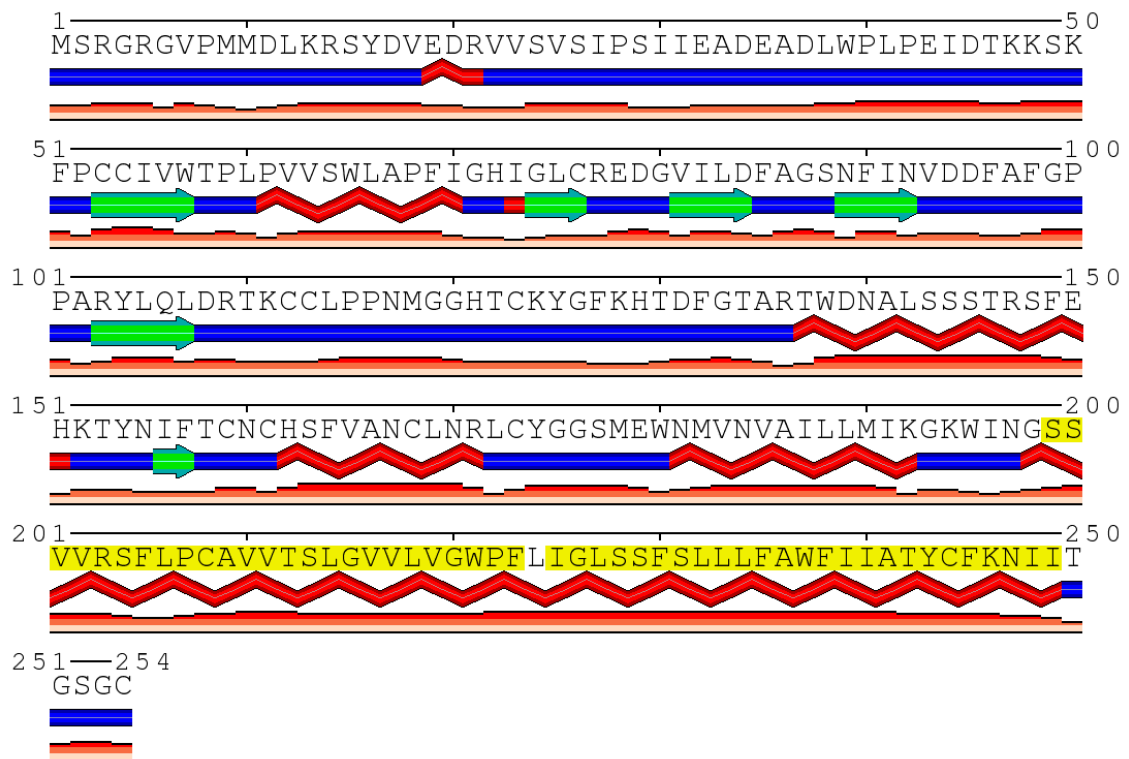 1 50
MSRGRGVPMMDLKRSYDVEDRVVSVSIPSIIEADEADLWPLPEIDTKKSK
51 100
FPCCIVWTPLPVVSWLAPFIGHIGLCREDGVILDFAGSNFINVDDFAFGP
101 150
PARYLQLDRTKCCLPPNMGGHTCKYGFKHTDFGTARTWDNALSSSTRSFE
151 200
HKTYNIFTCNCHSFVANCLNRLCYGGSMEWNMVNVAILLMIKGKWINGSS
201 250
VVRSFLPCAVVTSLGVVLVGWPFLIGLSSFSLLLFAWFIIATYCFKNIIT
251 254
GSGC